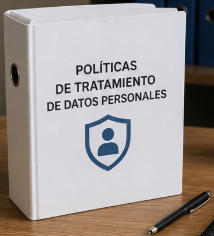 POLÍTICAS
DE TRATAMIENTO
DE DATOS PERSONALES